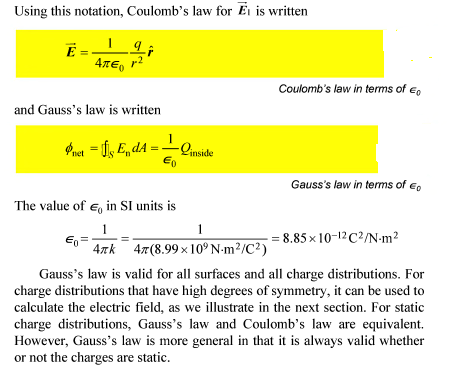 Using this notation, Coulomb's law for E⃗₁ is written
E⃗ = 1/(4πϵ₀) q/r² r̂
Coulomb's law in terms of ϵ₀
and Gauss's law is written
ϕnet = ∯S Eₙ dA = 1/ϵ₀ Qinside
Gauss's law in terms of ϵ₀
The value of ϵ₀ in SI units is
ϵ₀ = 1/(4πk) = 1/(4π(8.99 × 10⁹ N·m²/C²)) = 8.85 × 10⁻¹² C²/N·m²
Gauss's law is valid for all surfaces and all charge distributions. For
charge distributions that have high degrees of symmetry, it can be used to
calculate the electric field, as we illustrate in the next section. For static
charge distributions, Gauss's law and Coulomb's law are equivalent.
However, Gauss's law is more general in that it is always valid whether
or not the charges are static.